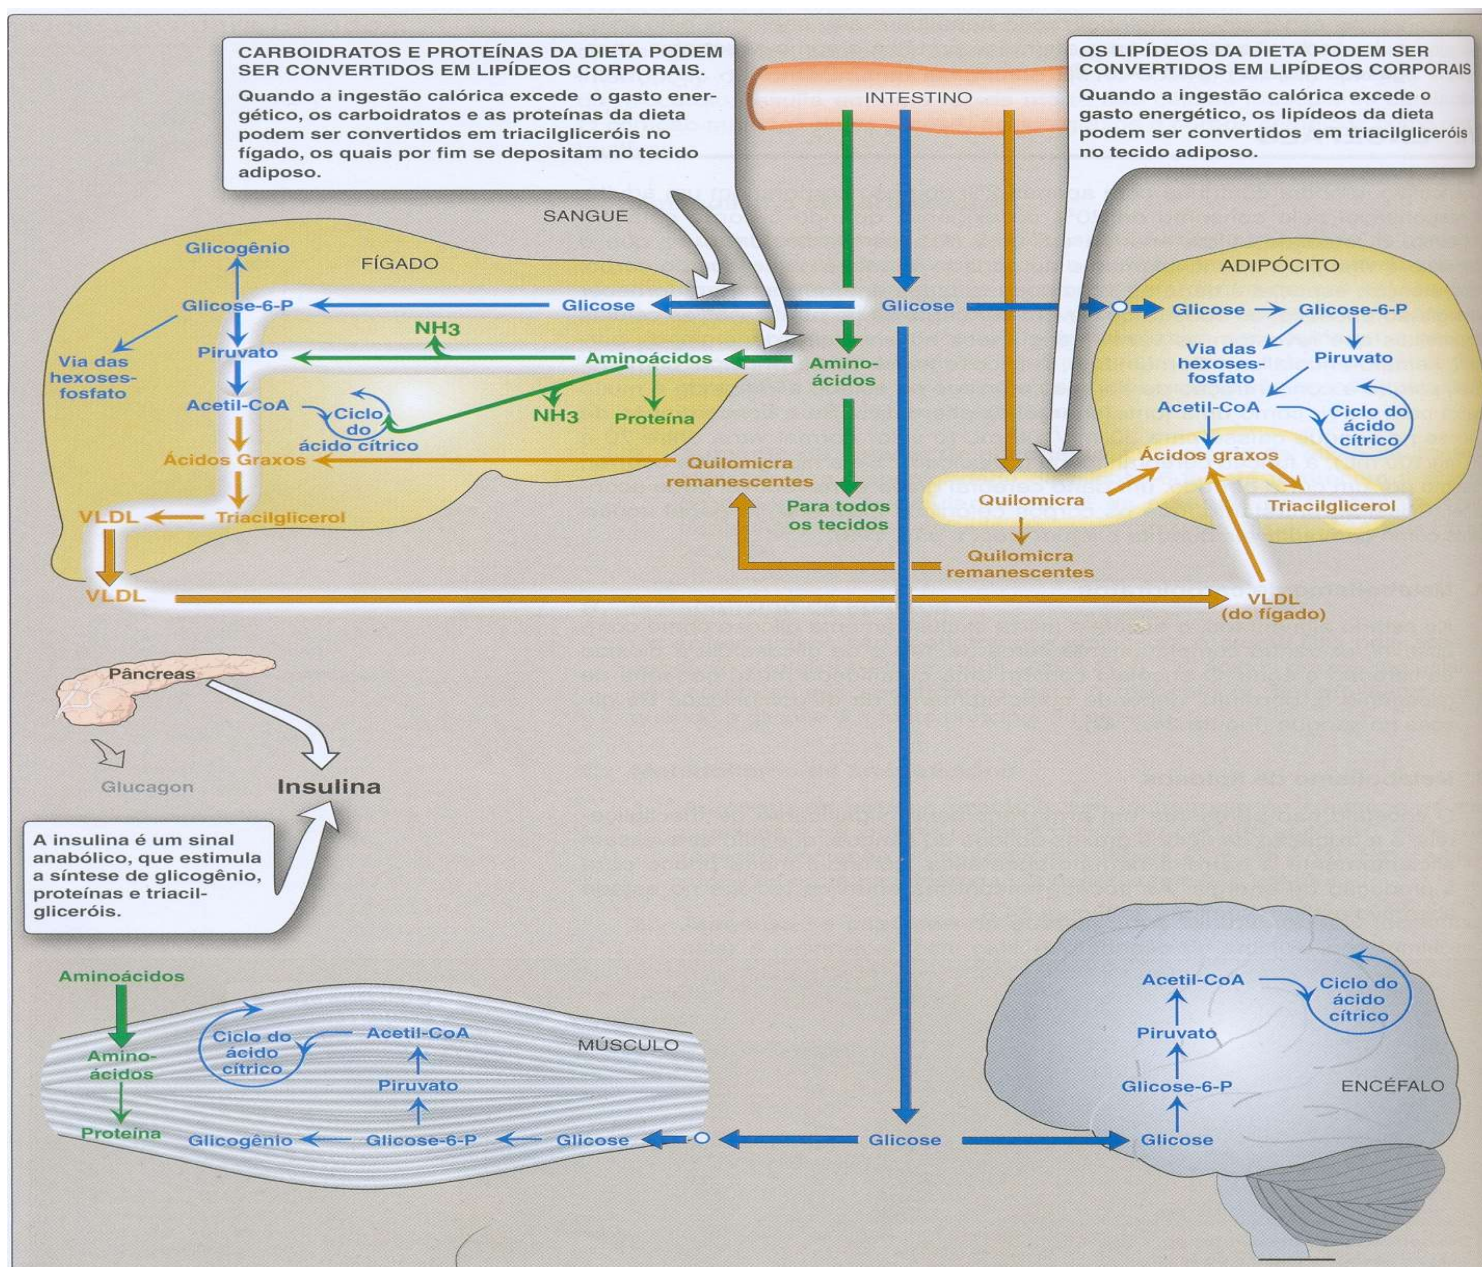 CARBOIDRATOS E PROTEÍNAS DA DIETA PODEM
SER CONVERTIDOS EM LIPÍDEOS CORPORAIS.
Quando a ingestão calórica excede o gasto ener-
gético, os carboidratos e as proteínas da dieta
podem ser convertidos em triacilgliceróis no
fígado, os quais por fim se depositam no tecido
adiposo.
INTESTINO
OS LIPÍDEOS DA DIETA PODEM SER
CONVERTIDOS EM LIPÍDEOS CORPORAIS
Quando a ingestão calórica excede o
gasto energético, os lipídeos da dieta
podem ser convertidos em triacilgliceróis
no tecido adiposo.
SANGUE
FÍGADO
Glicogênio
Glicose-6-P
Glicose
NH3
Piruvato
Aminoácidos
Via das
hexoses-
fosfato
Acetil-CoA
Ciclo
do
ácido cítrico
NH3
Proteína
Ácidos Graxos
VLDL
Triacilglicerol
VLDL
Glicose
Amino-
ácidos
Quilomicra
remanescentes
Para todos
os tecidos
ADIPÓCITO
Glicose
Glicose-6-P
Via das
hexoses-
fosfato
Piruvato
Acetil-CoA
Ciclo do
ácido
cítrico
Ácidos graxos
Quilomicra
Triacilglicerol
Quilomicra
remanescentes
VLDL
(do fígado)
Pâncreas
Glucagon
Insulina
A insulina é um sinal
anabólico, que estimula
a síntese de glicogênio,
proteínas e triacil-
gliceróis.
Aminoácidos
Amino-
ácidos
Proteína
Ciclo do
ácido
cítrico
Acetil-CoA
MÚSCULO
Piruvato
Glicogênio
Glicose-6-P
Glicose
Glicose
Acetil-CoA
Ciclo do
ácido
cítrico
Piruvato
Glicose-6-P
ENCÉFALO
Glicose